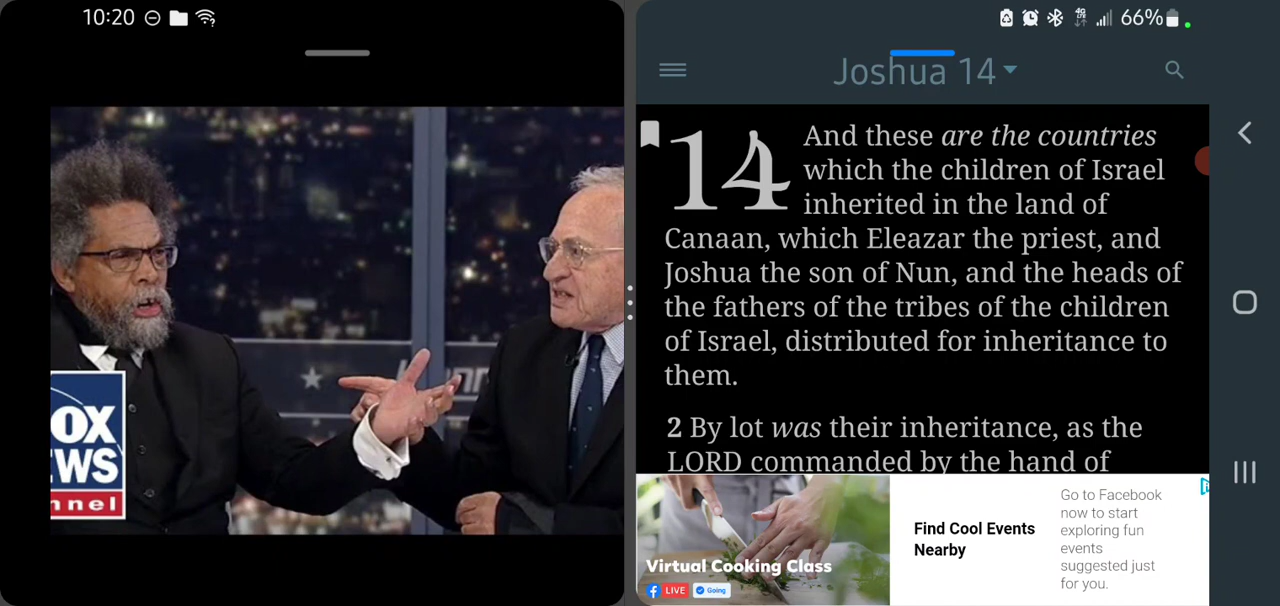 10:20
66%
Joshua 14
14 And these are the countries
which the children of Israel
inherited in the land of
Canaan, which Eleazar the priest, and
Joshua the son of Nun, and the heads of
the fathers of the tribes of the children
of Israel, distributed for inheritance to
them.
2 By lot was their inheritance, as the
LORD commanded by the hand of
OX
WS
nnel
Virtual Cooking Class
LIVE
Going
Find Cool Events
Nearby
Go to Facebook
now to start
exploring fun
events
suggested just
for you.